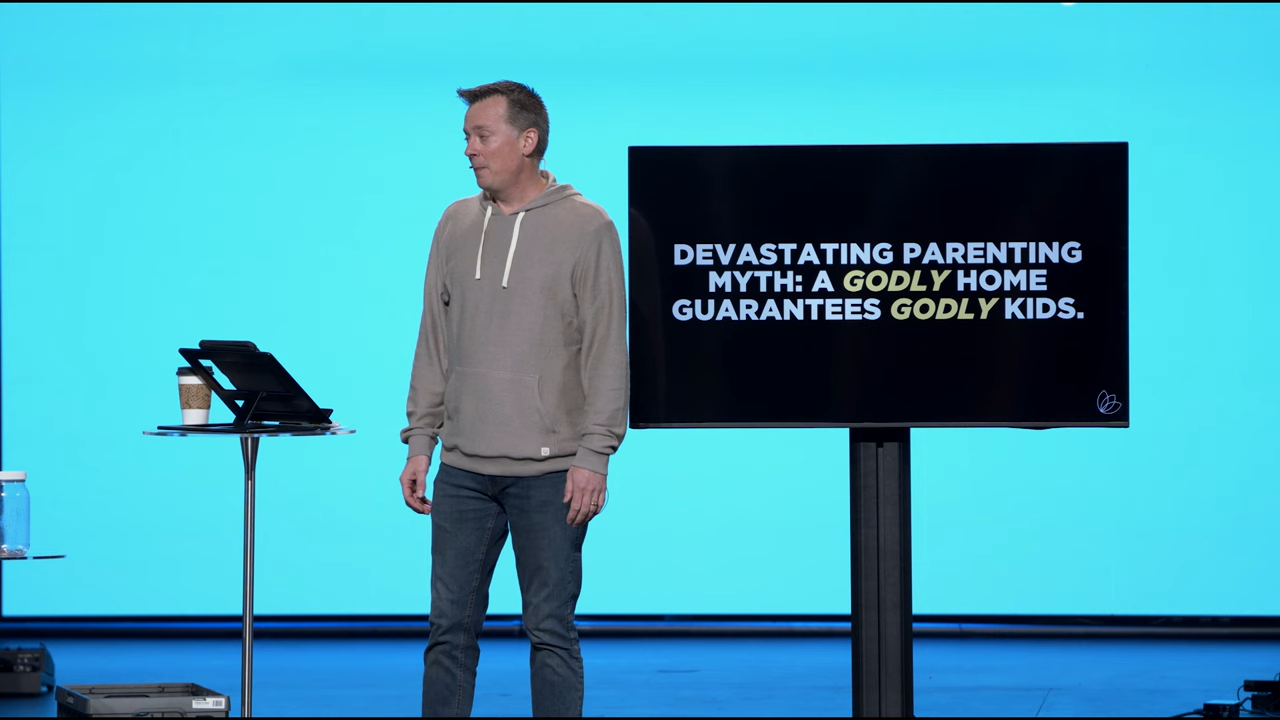 DEVASTATING PARENTING
MYTH: A GODLY HOME
GUARANTEES GODLY KIDS.